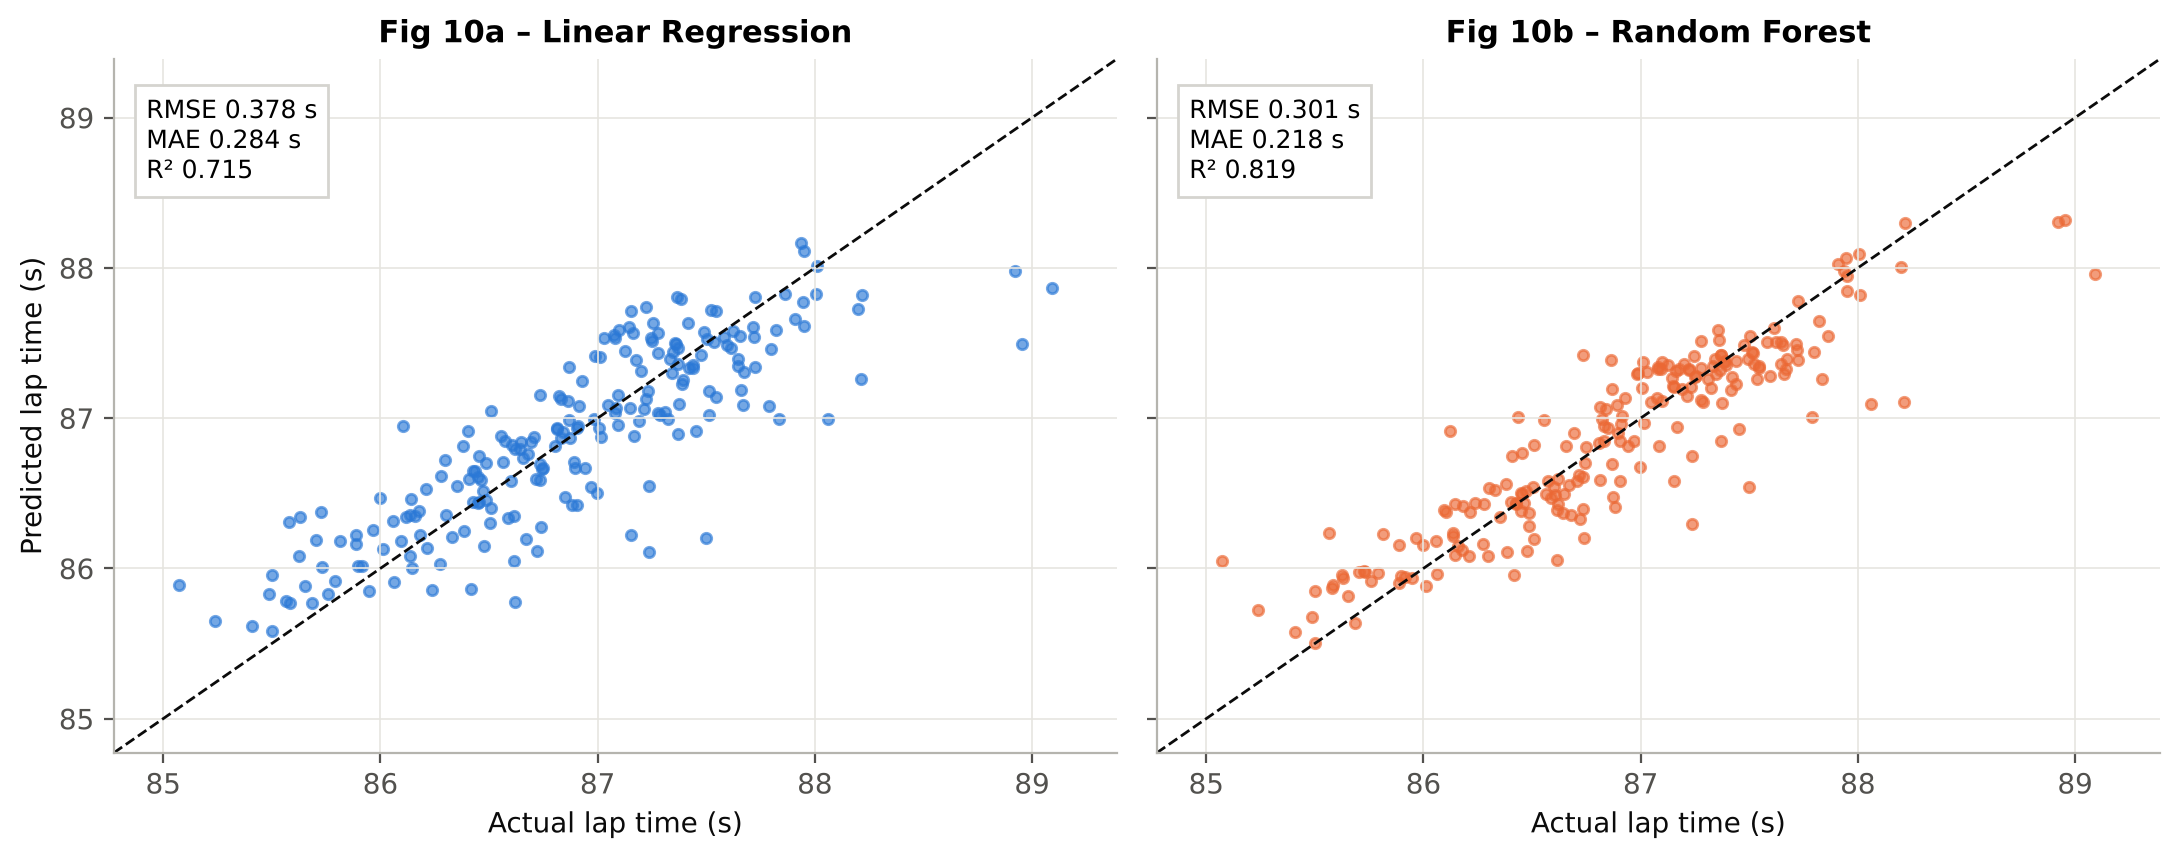 Fig 10a – Linear Regression
RMSE 0.378 s
MAE 0.284 s
R² 0.715
Predicted lap time (s)
89
88
87
86
85
85 86 87 88 89
Actual lap time (s)
Fig 10b – Random Forest
RMSE 0.301 s
MAE 0.218 s
R² 0.819
85 86 87 88 89
Actual lap time (s)